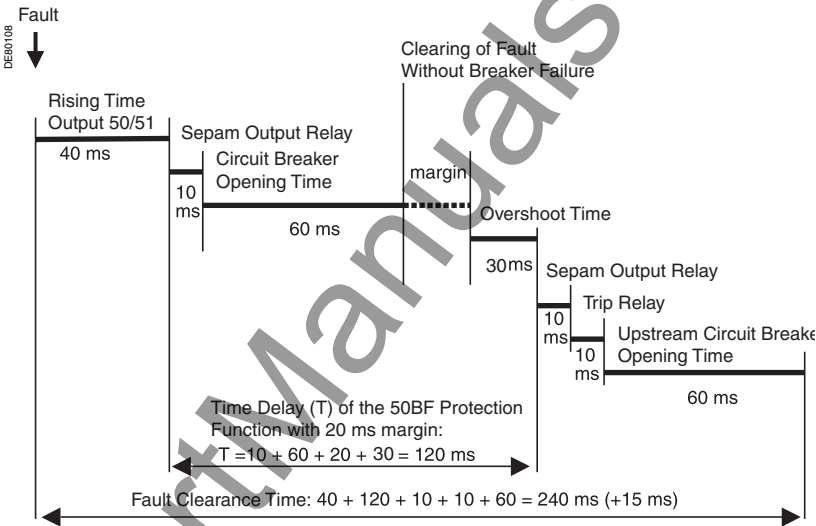 Fault
DE80108
Clearing of Fault
Without Breaker Failure
Rising Time
Output 50/51
40 ms
Sepam Output Relay
10
ms
Circuit Breaker
Opening Time
60 ms
margin
Overshoot Time
30ms
Sepam Output Relay
10
ms
Trip Relay
10
ms
Upstream Circuit Breake
Opening Time
60 ms
Time Delay (T) of the 50BF Protection
Function with 20 ms margin:
T =10 + 60 + 20 + 30 = 120 ms
Fault Clearance Time: 40 + 120 + 10 + 10 + 60 = 240 ms (+15 ms)
rtManuals